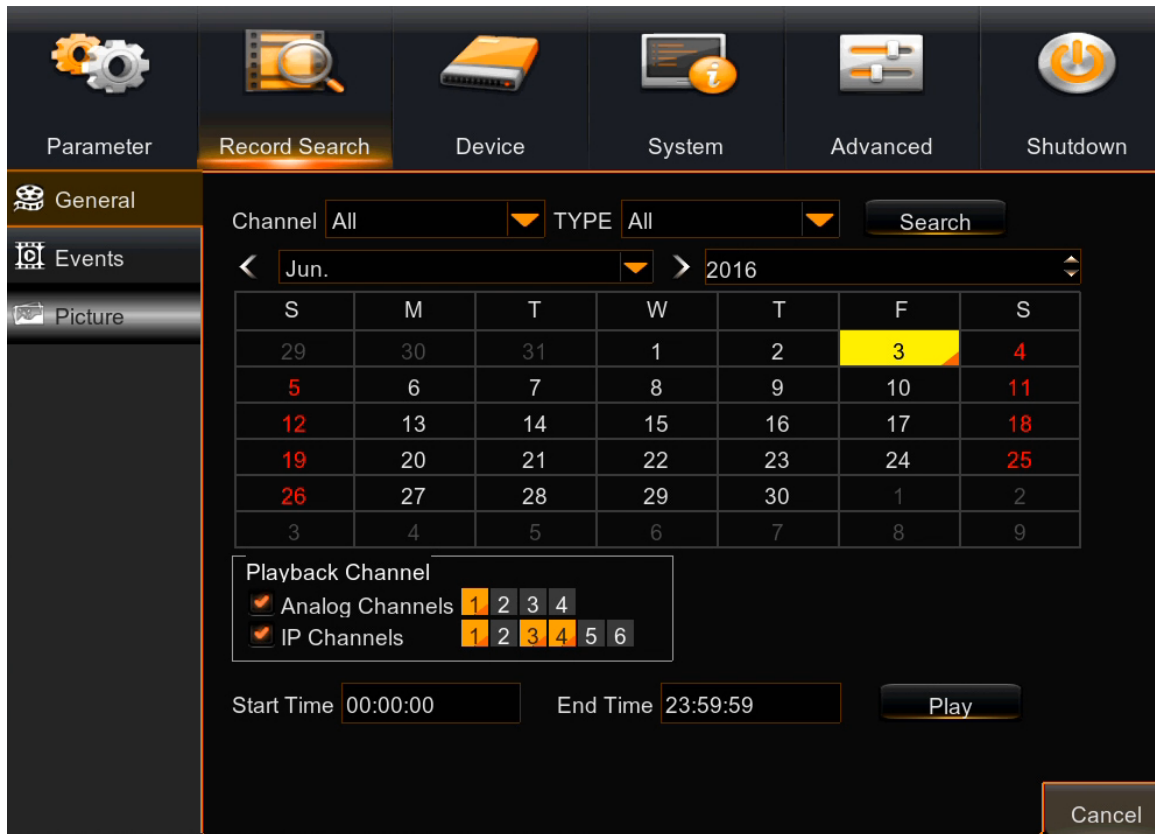 Parameter Record Search Device System Advanced Shutdown
General
Events
Picture
Channel All TYPE All Search
Jun. 2016
S M T W T F S
29 30 31 1 2 3 4
5 6 7 8 9 10 11
12 13 14 15 16 17 18
19 20 21 22 23 24 25
26 27 28 29 30 1 2
3 4 5 6 7 8 9
Playback Channel
Analog Channels 1 2 3 4
IP Channels 1 2 3 4 5 6
Start Time 00:00:00 End Time 23:59:59 Play
Cancel